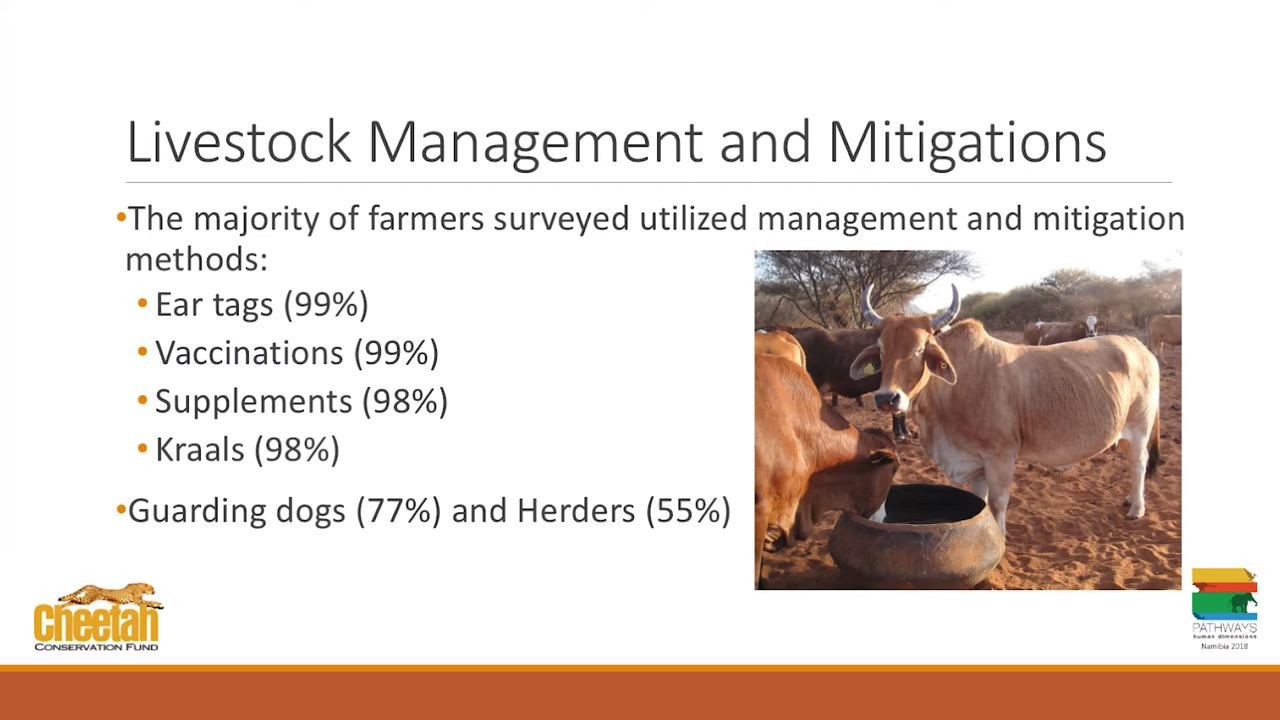 Livestock Management and Mitigations
•The majority of farmers surveyed utilized management and mitigation
methods:
• Ear tags (99%)
• Vaccinations (99%)
• Supplements (98%)
• Kraals (98%)
•Guarding dogs (77%) and Herders (55%)
Cheetah
CONSERVATION FUND
PATHWAYS
human dimensions
Namibia 2018